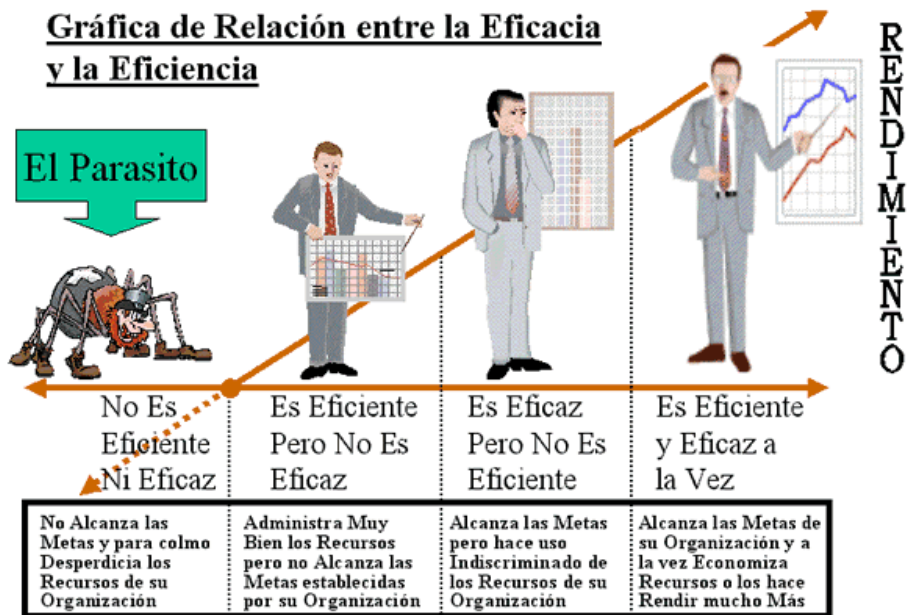 Gráfica de Relación entre la Eficacia
y la Eficiencia
El Parasito
RENDIMIENTO
No Es
Eficiente
Ni Eficaz
Es Eficiente
Pero No Es
Eficaz
Es Eficaz
Pero No Es
Eficiente
Es Eficiente
y Eficaz a
la Vez
No Alcanza las
Metas y para colmo
Desperdicia los
Recursos de su
Organización
Administra Muy
Bien los Recursos
pero no Alcanza las
Metas establecidas
por su Organización
Alcanza las Metas
pero hace uso
Indiscriminado de
los Recursos de su
Organización
Alcanza las Metas de
su Organización y a
la vez Economiza
Recursos o los hace
Rendir mucho Más